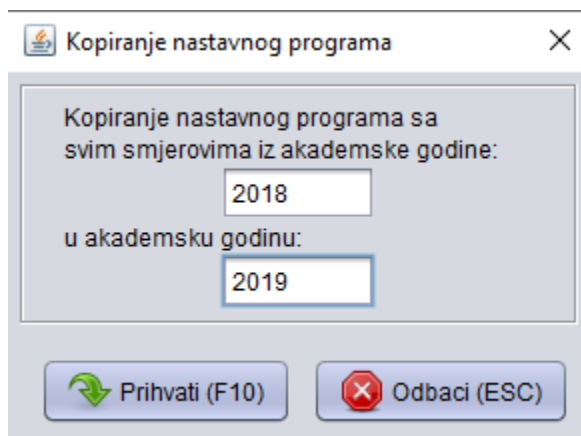 Kopiranje nastavnog programa
Kopiranje nastavnog programa sa
svim smjerovima iz akademske godine:
2018
u akademsku godinu:
2019
Prihvati (F10)
Odbaci (ESC)